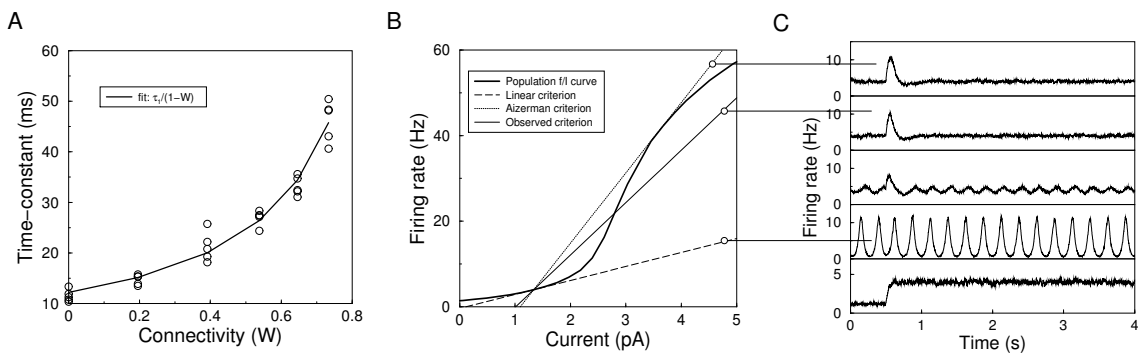 A
B
C
60
50
40
30
20
10
Time−constant (ms)
fit: τ₁/(1−W)
0 0.2 0.4 0.6 0.8
Connectivity (W)
60
40
20
0
Firing rate (Hz)
Population f/I curve
Linear criterion
Aizerman criterion
Observed criterion
0 1 2 3 4 5
Current (pA)
Firing rate (Hz)
10
0
10
0
10
5
0
10
0
5
0
0 1 2 3 4
Time (s)